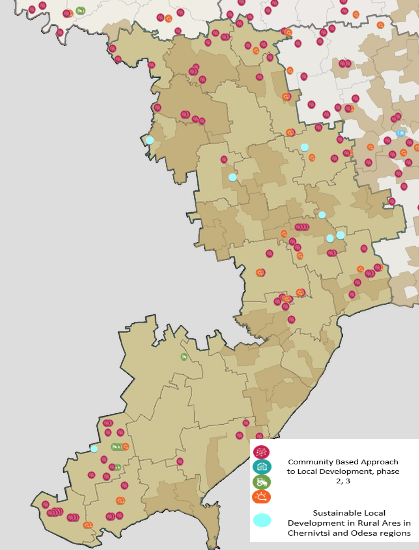 Community Based Approach
to Local Development, phase
2, 3
Sustainable Local
Development in Rural Ares in
Chernivtsi and Odesa regions